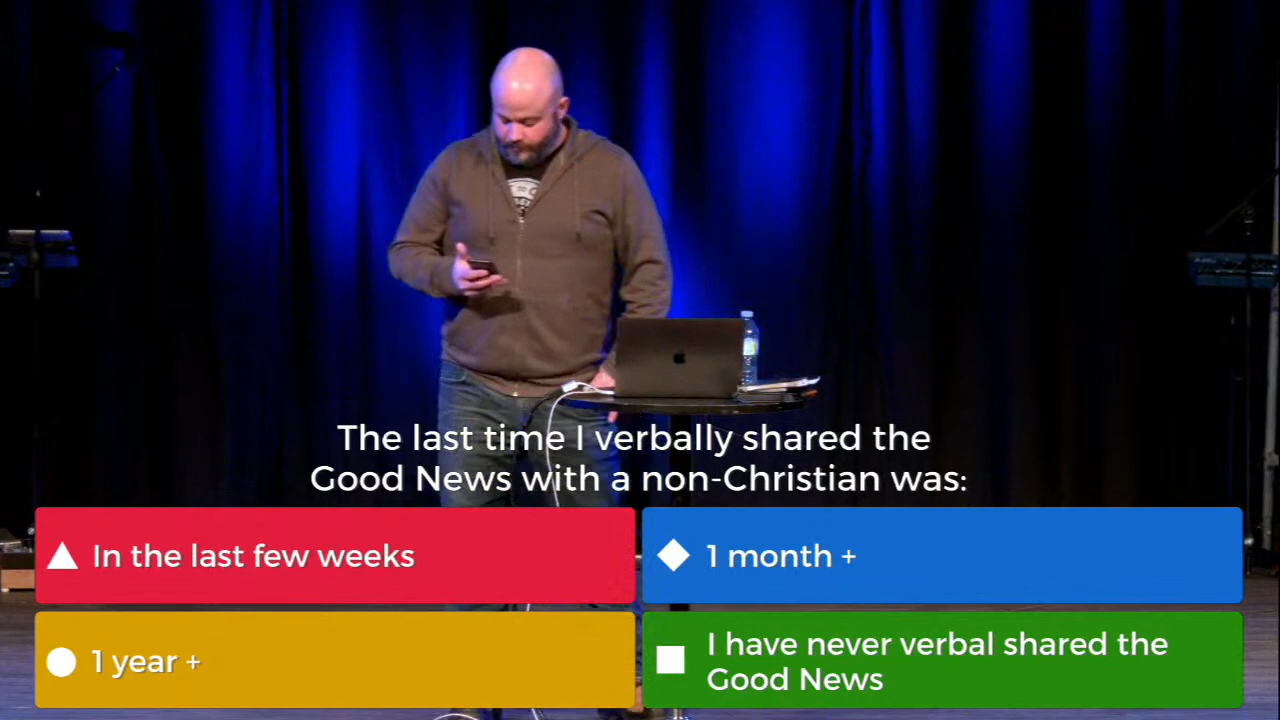 The last time I verbally shared the
Good News with a non-Christian was:
In the last few weeks
1 month +
1 year +
I have never verbal shared the
Good News